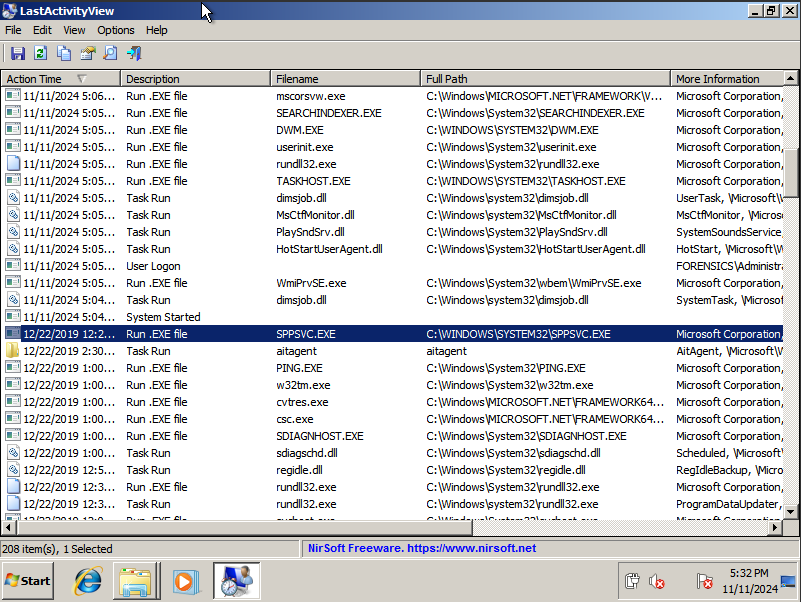 LastActivityView
File Edit View Options Help
Action Time Description Filename Full Path More Information
11/11/2024 5:06... Run .EXE file mscorsvw.exe C:\Windows\MICROSOFT.NET\FRAMEWORK\V... Microsoft Corporation,
11/11/2024 5:05... Run .EXE file SEARCHINDEXER.EXE C:\Windows\System32\SEARCHINDEXER.EXE Microsoft Corporation,
11/11/2024 5:05... Run .EXE file DWM.EXE C:\WINDOWS\SYSTEM32\DWM.EXE Microsoft Corporation,
11/11/2024 5:05... Run .EXE file userinit.exe C:\Windows\System32\userinit.exe Microsoft Corporation,
11/11/2024 5:05... Run .EXE file rundll32.exe C:\Windows\System32\rundll32.exe Microsoft Corporation,
11/11/2024 5:05... Run .EXE file TASKHOST.EXE C:\WINDOWS\SYSTEM32\TASKHOST.EXE Microsoft Corporation,
11/11/2024 5:05... Task Run dimsjob.dll C:\Windows\system32\dimsjob.dll UserTask, \Microsoft\W
11/11/2024 5:05... Task Run MsCtfMonitor.dll C:\Windows\system32\MsCtfMonitor.dll MsCtfMonitor, \Microso
11/11/2024 5:05... Task Run PlaySndSrv.dll C:\Windows\System32\PlaySndSrv.dll SystemSoundsService,
11/11/2024 5:05... Task Run HotStartUserAgent.dll C:\Windows\System32\HotStartUserAgent.dll HotStart, \Microsoft\W
11/11/2024 5:05... User Logon FORENSICS\Administra
11/11/2024 5:05... Run .EXE file WmiPrvSE.exe C:\Windows\System32\wbem\WmiPrvSE.exe Microsoft Corporation,
11/11/2024 5:04... Task Run dimsjob.dll C:\Windows\system32\dimsjob.dll SystemTask, \Microsoft
11/11/2024 5:04... System Started
12/22/2019 12:2... Run .EXE file SPPSVC.EXE C:\WINDOWS\SYSTEM32\SPPSVC.EXE Microsoft Corporation,
12/22/2019 2:30... Task Run aitagent aitagent AitAgent, \Microsoft\W
12/22/2019 1:00... Run .EXE file PING.EXE C:\Windows\System32\PING.EXE Microsoft Corporation,
12/22/2019 1:00... Run .EXE file w32tm.exe C:\Windows\System32\w32tm.exe Microsoft Corporation,
12/22/2019 1:00... Run .EXE file cvtres.exe C:\Windows\MICROSOFT.NET\FRAMEWORK64... Microsoft Corporation,
12/22/2019 1:00... Run .EXE file csc.exe C:\Windows\MICROSOFT.NET\FRAMEWORK64... Microsoft Corporation,
12/22/2019 1:00... Run .EXE file SDIAGNHOST.EXE C:\Windows\System32\SDIAGNHOST.EXE Microsoft Corporation,
12/22/2019 1:00... Task Run sdiagschd.dll C:\Windows\System32\sdiagschd.dll Scheduled, \Microsoft\
12/22/2019 12:5... Task Run regidle.dll C:\Windows\System32\regidle.dll RegIdleBackup, \Micro
12/22/2019 12:3... Run .EXE file rundll32.exe C:\Windows\System32\rundll32.exe Microsoft Corporation,
12/22/2019 12:3... Task Run rundll32.exe C:\Windows\system32\rundll32.exe ProgramDataUpdater,
208 item(s), 1 Selected
NirSoft Freeware. https://www.nirsoft.net
Start
5:32 PM
11/11/2024